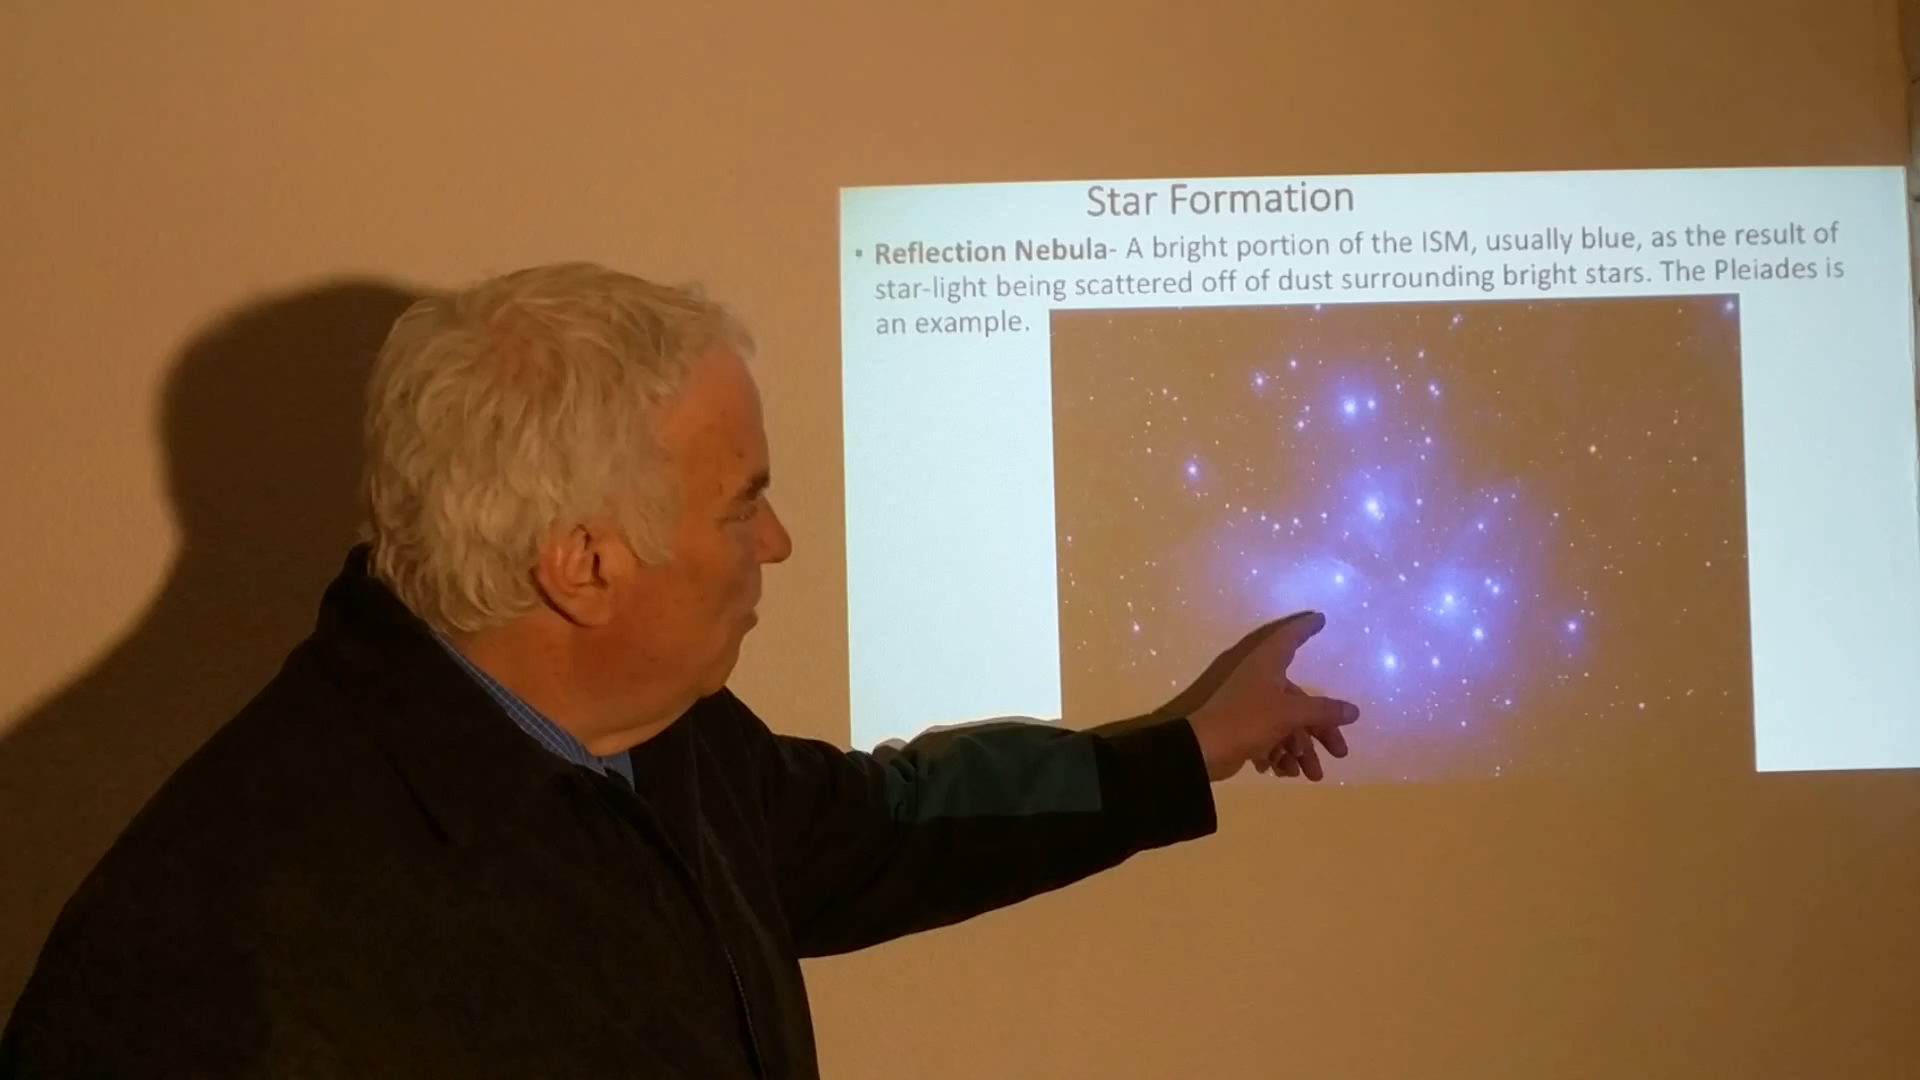 Star Formation
• Reflection Nebula- A bright portion of the ISM, usually blue, as the result of
star-light being scattered off of dust surrounding bright stars. The Pleiades is
an example.